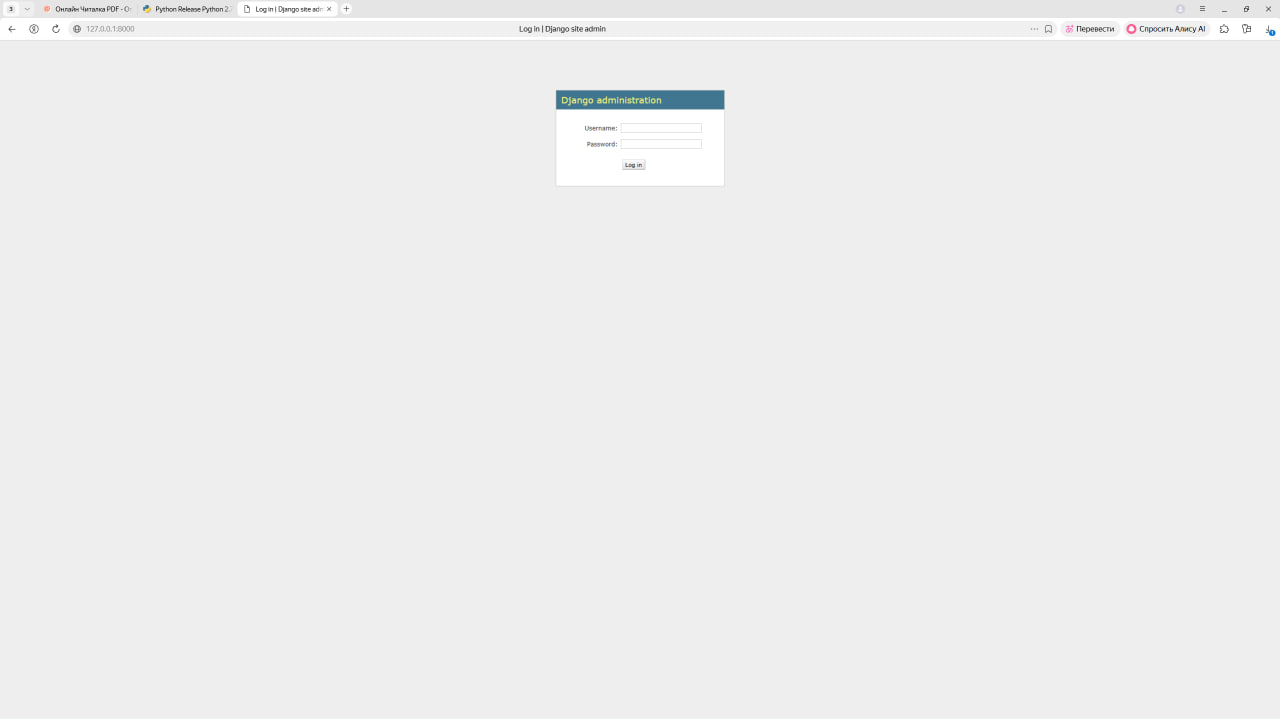 3
Онлайн Читалка PDF - О
Python Release Python 2.
Log in | Django site adm
127.0.0.1:8000
Log in | Django site admin
Перевести
Спросить Алису AI
Django administration
Username:
Password:
Log in